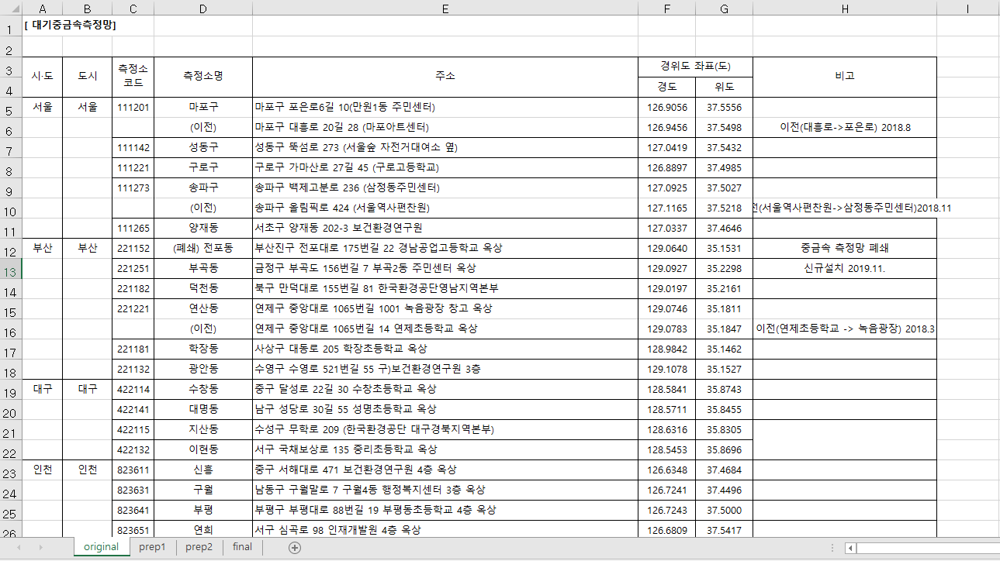 A B C D E F G H I
1 [ 대기중금속측정망]
2
3 시·도 도시 측정소 코드 측정소명 주소 경위도 좌표(도) 비고
4 경도 위도
5 서울 서울 111201 마포구 마포구 포은로6길 10(만원1동 주민센터) 126.9056 37.5556
6 (이전) 마포구 대흥로 20길 28 (마포아트센터) 126.9456 37.5498 이전(대흥로->포은로) 2018.8
7 111142 성동구 성동구 뚝섬로 273 (서울숲 자전거대여소 옆) 127.0419 37.5432
8 111221 구로구 구로구 가마산로 27길 45 (구로고등학교) 126.8897 37.4985
9 111273 송파구 송파구 백제고분로 236 (삼정동주민센터) 127.0925 37.5027
10 (이전) 송파구 올림픽로 424 (서울역사편찬원) 127.1165 37.5218 전(서울역사편찬원->삼정동주민센터)2018.11
11 111265 양재동 서초구 양재동 202-3 보건환경연구원 127.0337 37.4646
12 부산 부산 221152 (폐쇄) 전포동 부산진구 전포대로 175번길 22 경남공업고등학교 옥상 129.0640 35.1531 중금속 측정망 폐쇄
13 221251 부곡동 금정구 부곡도 156번길 7 부곡2동 주민센터 옥상 129.0927 35.2298 신규설치 2019.11.
14 221182 덕천동 북구 만덕대로 155번길 81 한국환경공단영남지역본부 129.0197 35.2161
15 221221 연산동 연제구 중앙대로 1065번길 1001 녹음광장 창고 옥상 129.0746 35.1811
16 (이전) 연제구 중앙대로 1065번길 14 연제초등학교 옥상 129.0783 35.1847 이전(연제초등학교 -> 녹음광장) 2018.3
17 221181 학장동 사상구 대동로 205 학장초등학교 옥상 128.9842 35.1462
18 221132 광안동 수영구 수영로 521번길 55 구)보건환경연구원 3층 129.1078 35.1527
19 대구 대구 422114 수창동 중구 달성로 22길 30 수창초등학교 옥상 128.5841 35.8743
20 422141 대명동 남구 성당로 30길 55 성명초등학교 옥상 128.5711 35.8455
21 422115 지산동 수성구 무학로 209 (한국환경공단 대구경북지역본부) 128.6316 35.8305
22 422132 이현동 서구 국채보상로 135 중리초등학교 옥상 128.5453 35.8696
23 인천 인천 823611 신흥 중구 서해대로 471 보건환경연구원 4층 옥상 126.6348 37.4684
24 823631 구월 남동구 구월말로 7 구월4동 행정복지센터 3층 옥상 126.7241 37.4496
25 823641 부평 부평구 부평대로 88번길 19 부평동초등학교 4층 옥상 126.7243 37.5000
26 823651 연희 서구 심곡로 98 인재개발원 4층 옥상 126.6809 37.5417
original prep1 prep2 final